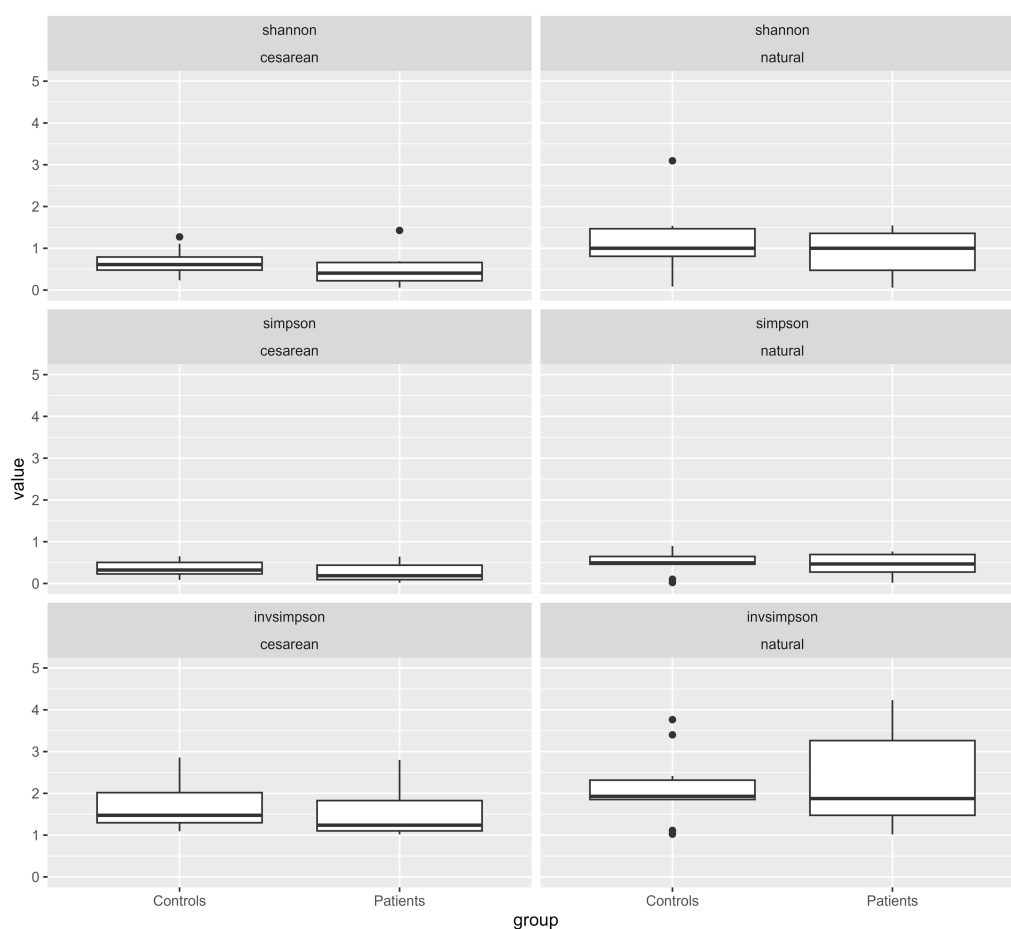 shannon
cesarean
shannon
natural
5
4
3
2
1
0
simpson
cesarean
simpson
natural
5
4
3
2
1
0
invsimpson
cesarean
invsimpson
natural
5
4
3
2
1
0
value
Controls
Patients
Controls
Patients
group